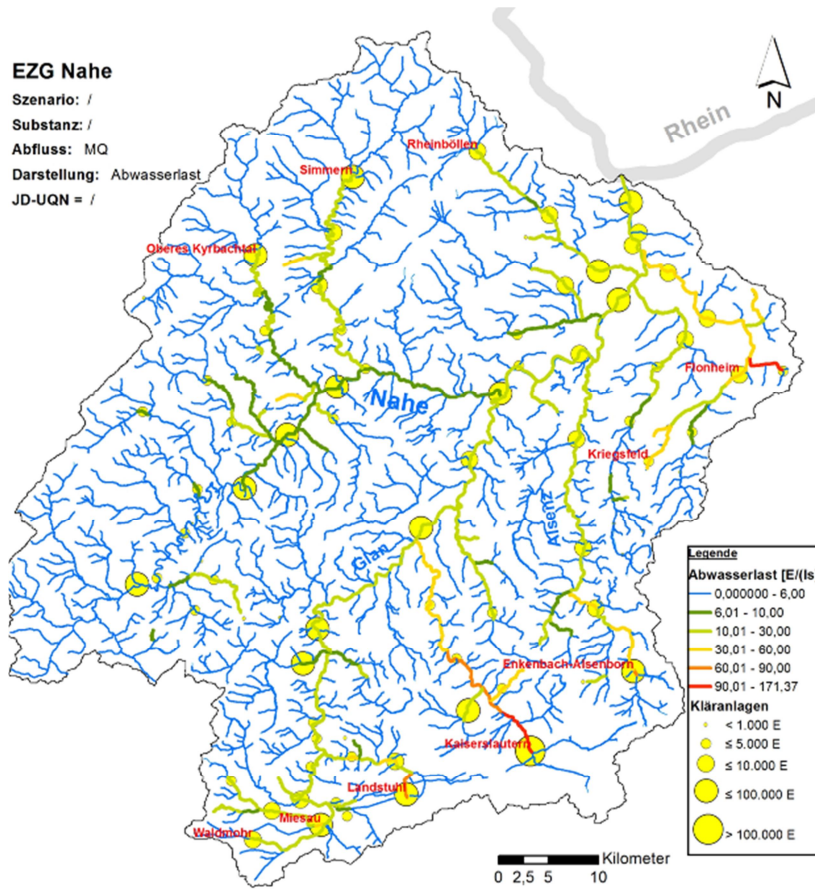 EZG Nahe
Szenario: /
Substanz: /
Abfluss: MQ
Darstellung: Abwasserlast
JD-UQN = /
N
Rhein
Rheinböllen
Simmern
Oberes Kyrbachtal
Flonheim
Nahe
Kriegsfeld
Alsenz
Glan
Enkenbach-Alsenborn
Kaiserslautern
Landstuhl
Miesau
Waldmohr
Legende
Abwasserlast [E/(ls
0,000000 - 6,00
6,01 - 10,00
10,01 - 30,00
30,01 - 60,00
60,01 - 90,00
90,01 - 171,37
Kläranlagen
< 1.000 E
≤ 5.000 E
≤ 10.000 E
≤ 100.000 E
> 100.000 E
Kilometer
0 2,5 5 10